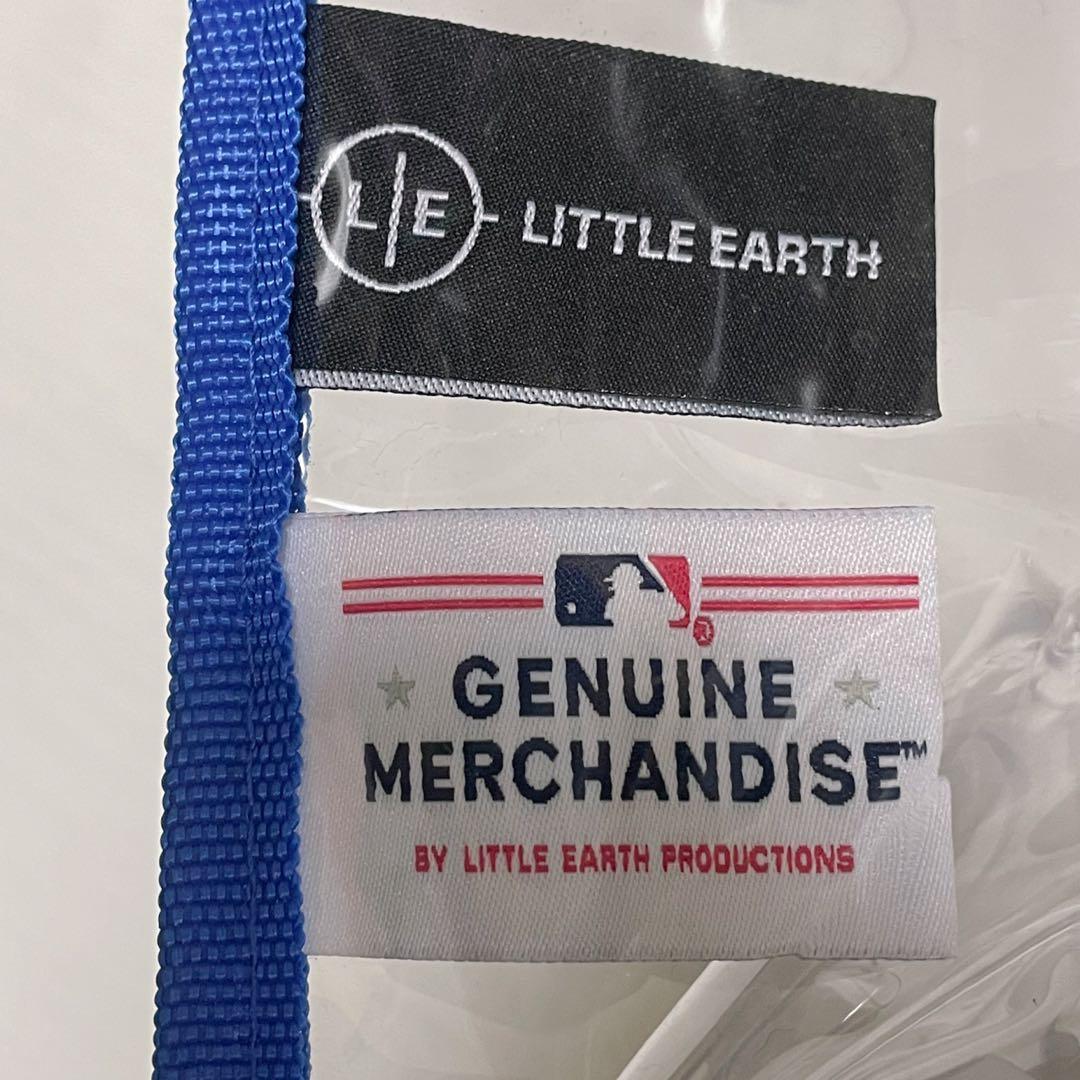 L|E LITTLE EARTH
®
GENUINE
MERCHANDISE™
BY LITTLE EARTH PRODUCTIONS